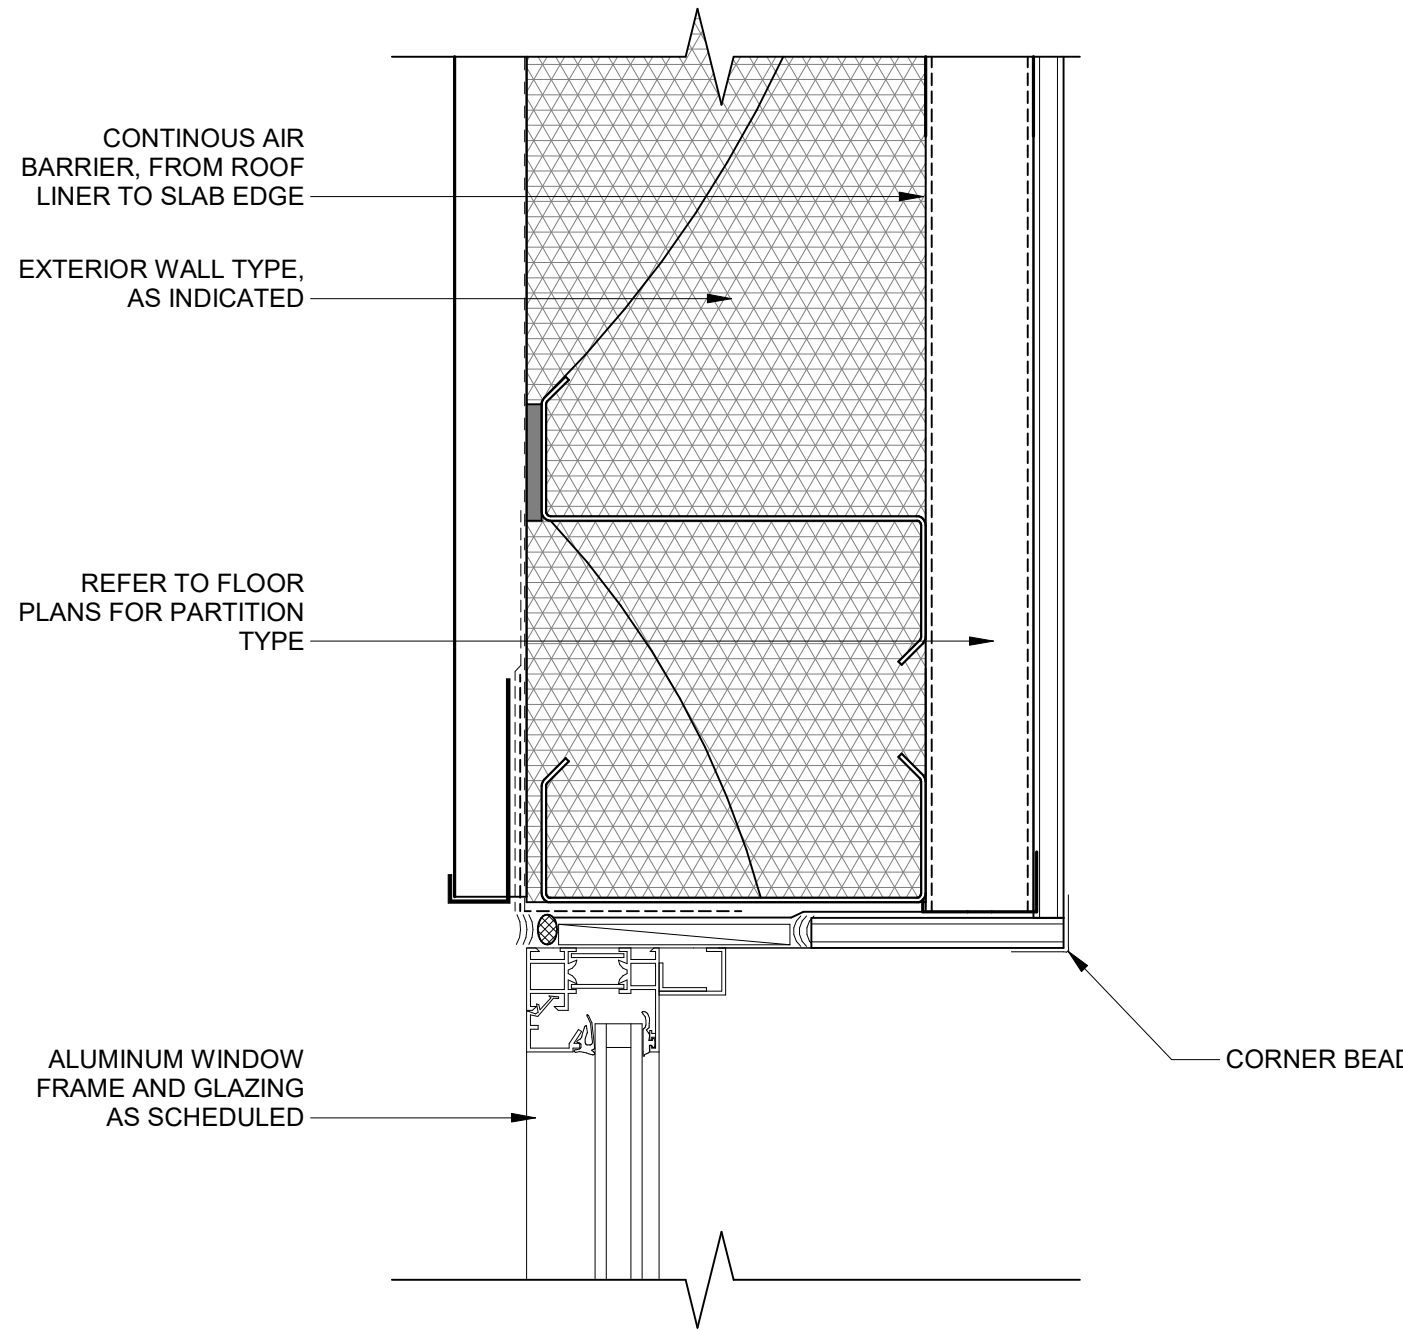 CONTINOUS AIR
BARRIER, FROM ROOF
LINER TO SLAB EDGE
EXTERIOR WALL TYPE,
AS INDICATED
REFER TO FLOOR
PLANS FOR PARTITION
TYPE
ALUMINUM WINDOW
FRAME AND GLAZING
AS SCHEDULED
CORNER BEAD